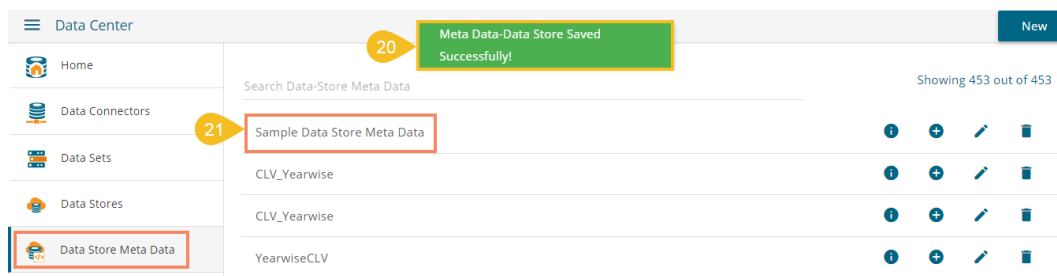 Data Center
20
Meta Data-Data Store Saved
Successfully!
New
Home
Search Data-Store Meta Data
Showing 453 out of 453
Data Connectors
21
Sample Data Store Meta Data
Data Sets
CLV_Yearwise
Data Stores
CLV_Yearwise
Data Store Meta Data
YearwiseCLV